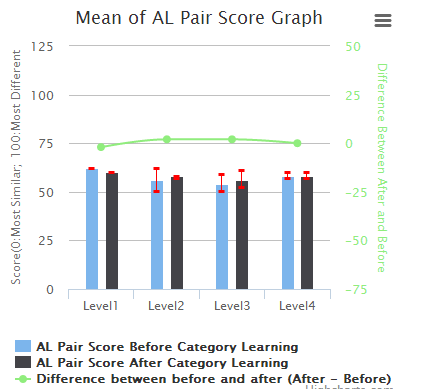 Mean of AL Pair Score Graph
Score(0:Most Similar; 100:Most Different
125
100
75
50
25
0
50
25
0
−25
−50
−75
Difference Between After and Before
Level1 Level2 Level3 Level4
AL Pair Score Before Category Learning
AL Pair Score After Category Learning
Difference between before and after (After - Before)
Highcharts.com